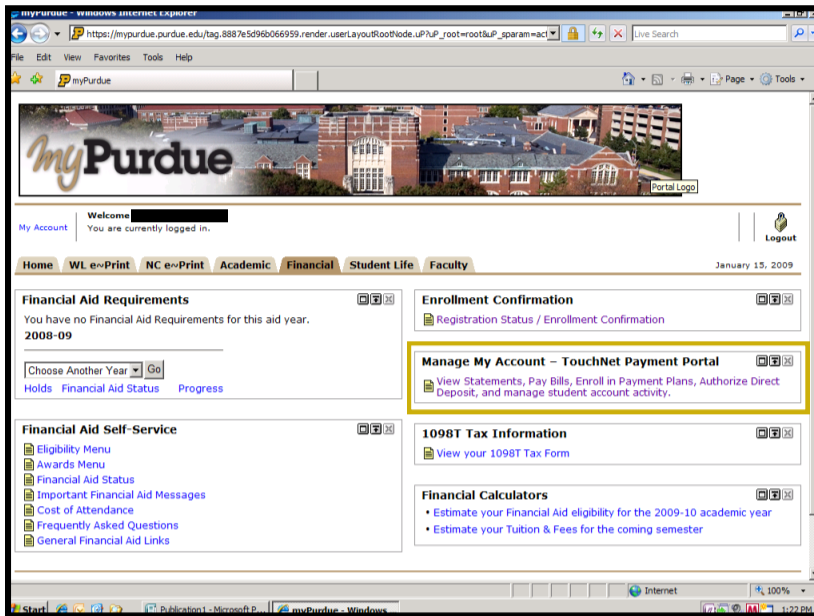 myPurdue - Windows Internet Explorer
https://mypurdue.purdue.edu/tag.8887e5d96b066959.render.userLayoutRootNode.uP?uP_root=root&uP_sparam=act
Live Search
File Edit View Favorites Tools Help
myPurdue
Page Tools
myPurdue
Portal Logo
My Account
Welcome
You are currently logged in.
Logout
Home WL e~Print NC e~Print Academic Financial Student Life Faculty
January 15, 2009
Financial Aid Requirements
You have no Financial Aid Requirements for this aid year.
2008-09
Choose Another Year Go
Holds Financial Aid Status Progress
Financial Aid Self-Service
Eligibility Menu
Awards Menu
Financial Aid Status
Important Financial Aid Messages
Cost of Attendance
Frequently Asked Questions
General Financial Aid Links
Enrollment Confirmation
Registration Status / Enrollment Confirmation
Manage My Account – TouchNet Payment Portal
View Statements, Pay Bills, Enroll in Payment Plans, Authorize Direct
Deposit, and manage student account activity.
1098T Tax Information
View your 1098T Tax Form
Financial Calculators
• Estimate your Financial Aid eligibility for the 2009-10 academic year
• Estimate your Tuition & Fees for the coming semester
Internet 100%
Start Publication1 - Microsoft P... myPurdue - Windows ... 1:22 PM